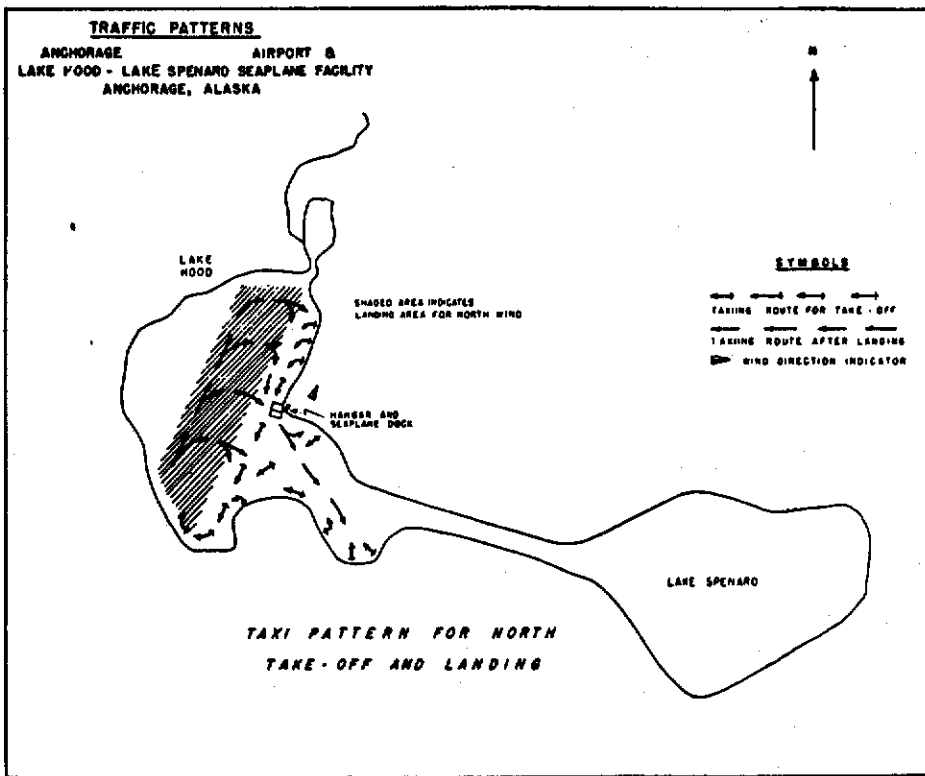 TRAFFIC PATTERNS
ANCHORAGE AIRPORT &
LAKE HOOD - LAKE SPENARD SEAPLANE FACILITY
ANCHORAGE, ALASKA
N
LAKE
HOOD
SHADED AREA INDICATES
LANDING AREA FOR NORTH WIND
SYMBOLS
TAXIING ROUTE FOR TAKE-OFF
TAXIING ROUTE AFTER LANDING
WIND DIRECTION INDICATOR
HANGAR AND
SEAPLANE DOCK
LAKE SPENARD
TAXI PATTERN FOR NORTH
TAKE-OFF AND LANDING